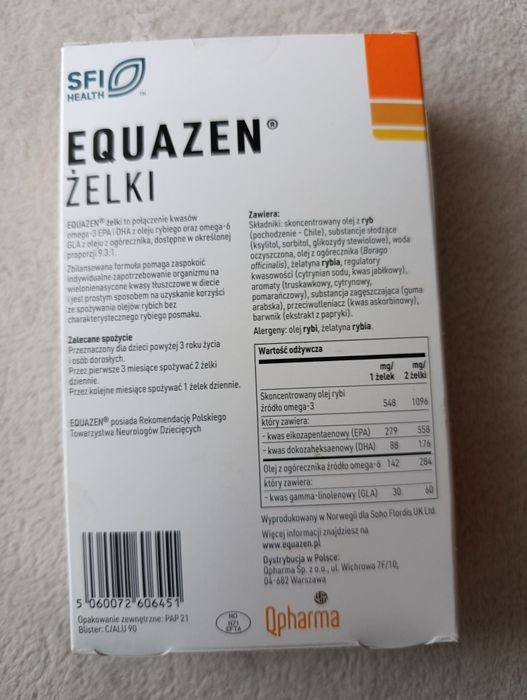 SFI
HEALTH
TM
EQUAZEN®
ŻELKI
EQUAZEN® żelki to połączenie kwasów
omega-3 EPA i DHA z oleju rybiego oraz omega-6
GLA z oleju z ogórecznika, dostępne w określonej
proporcji 9:3:1.
Zbilansowana formuła pomaga zaspokoić
indywidualne zapotrzebowanie organizmu na
wielonienasycone kwasy tłuszczowe w diecie
i jest prostym sposobem na uzyskanie korzyści
ze spożywania olejów rybich bez
charakterystycznego rybiego posmaku.
Zalecane spożycie
Przeznaczony dla dzieci powyżej 3 roku życia
i osób dorosłych.
Przez pierwsze 3 miesiące spożywać 2 żelki
dziennie.
Przez kolejne miesiące spożywać 1 żelek dziennie.
EQUAZEN® posiada Rekomendację Polskiego
Towarzystwa Neurologów Dziecięcych
Zawiera:
Składniki: skoncentrowany olej z ryb
(pochodzenie - Chile), substancje słodzące
(ksylitol, sorbitol, glikozydy stewiolowe), woda
oczyszczona, olej z ogórecznika (Borago
officinalis), żelatyna rybia, regulatory
kwasowości (cytrynian sodu, kwas jabłkowy),
aromaty (truskawkowy, cytrynowy,
pomarańczowy), substancja zagęszczająca (guma
arabska), przeciwutleniacz (kwas askorbinowy),
barwnik (ekstrakt z papryki).
Alergeny: olej rybi, żelatyna rybia.
Wartość odżywcza
mg/ mg/
1 żelek 2 żelki
Skoncentrowany olej rybi
źródło omega-3 548 1096
który zawiera:
- kwas eikozapentaenowy (EPA) 279 558
- kwas dokozaheksaenowy (DHA) 88 176
Olej z ogórecznika źródło omega-6 142 284
który zawiera:
- kwas gamma-linolenowy (GLA) 30 60
Wyprodukowany w Norwegii dla Soho Flordis UK Ltd.
Więcej informacji znajdziesz na
www.equazen.pl
Dystrybucja w Polsce:
Qpharma Sp. z o.o., ul. Wichrowa 7F/10,
04-682 Warszawa
5 060072 606451
Opakowanie zewnętrzne: PAP 21
Blister: C/ALU 90
NO
H21
EFTA
Qpharma